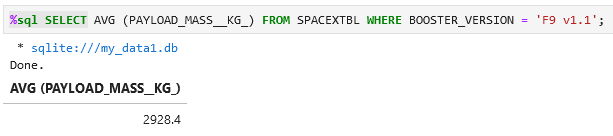 %sql SELECT AVG (PAYLOAD_MASS__KG_) FROM SPACEXTBL WHERE BOOSTER_VERSION = 'F9 v1.1';
* sqlite:///my_data1.db
Done.
AVG (PAYLOAD_MASS__KG_)
2928.4